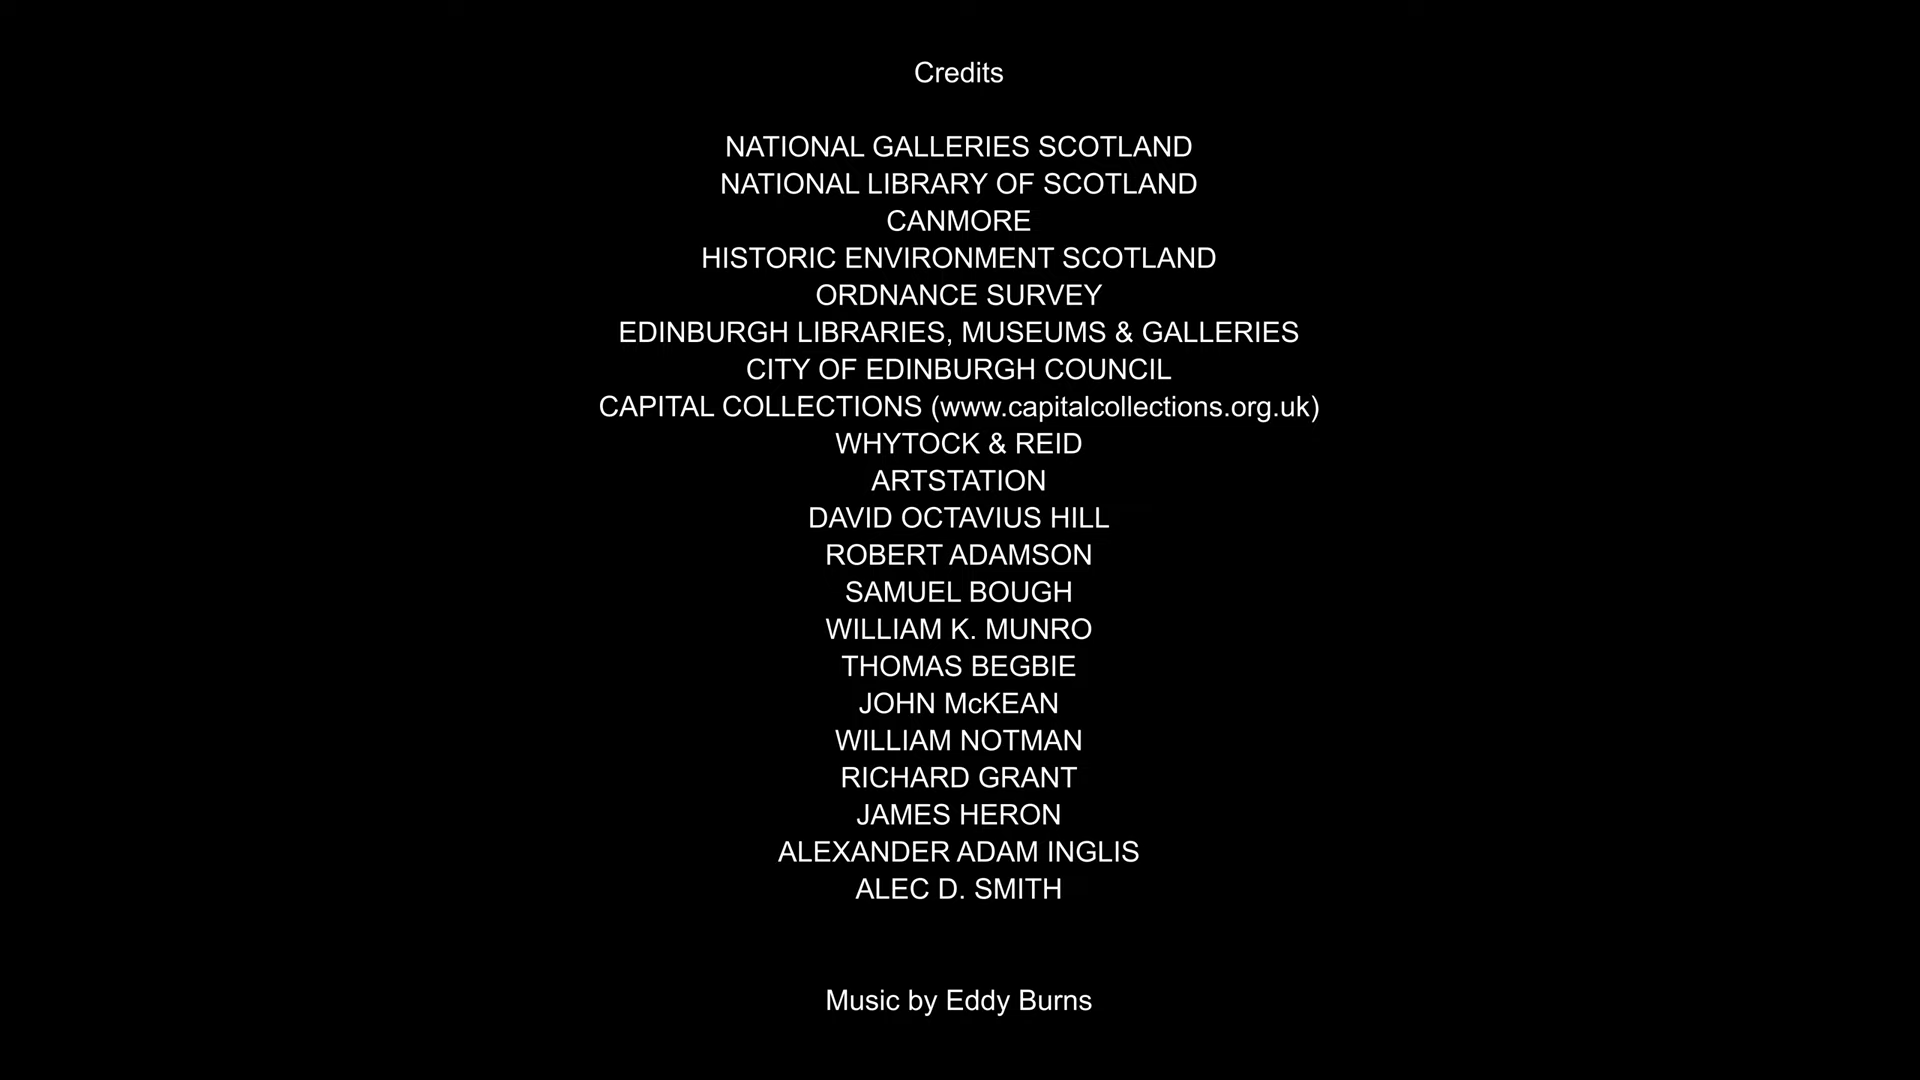 Credits
NATIONAL GALLERIES SCOTLAND
NATIONAL LIBRARY OF SCOTLAND
CANMORE
HISTORIC ENVIRONMENT SCOTLAND
ORDNANCE SURVEY
EDINBURGH LIBRARIES, MUSEUMS & GALLERIES
CITY OF EDINBURGH COUNCIL
CAPITAL COLLECTIONS (www.capitalcollections.org.uk)
WHYTOCK & REID
ARTSTATION
DAVID OCTAVIUS HILL
ROBERT ADAMSON
SAMUEL BOUGH
WILLIAM K. MUNRO
THOMAS BEGBIE
JOHN McKEAN
WILLIAM NOTMAN
RICHARD GRANT
JAMES HERON
ALEXANDER ADAM INGLIS
ALEC D. SMITH
Music by Eddy Burns